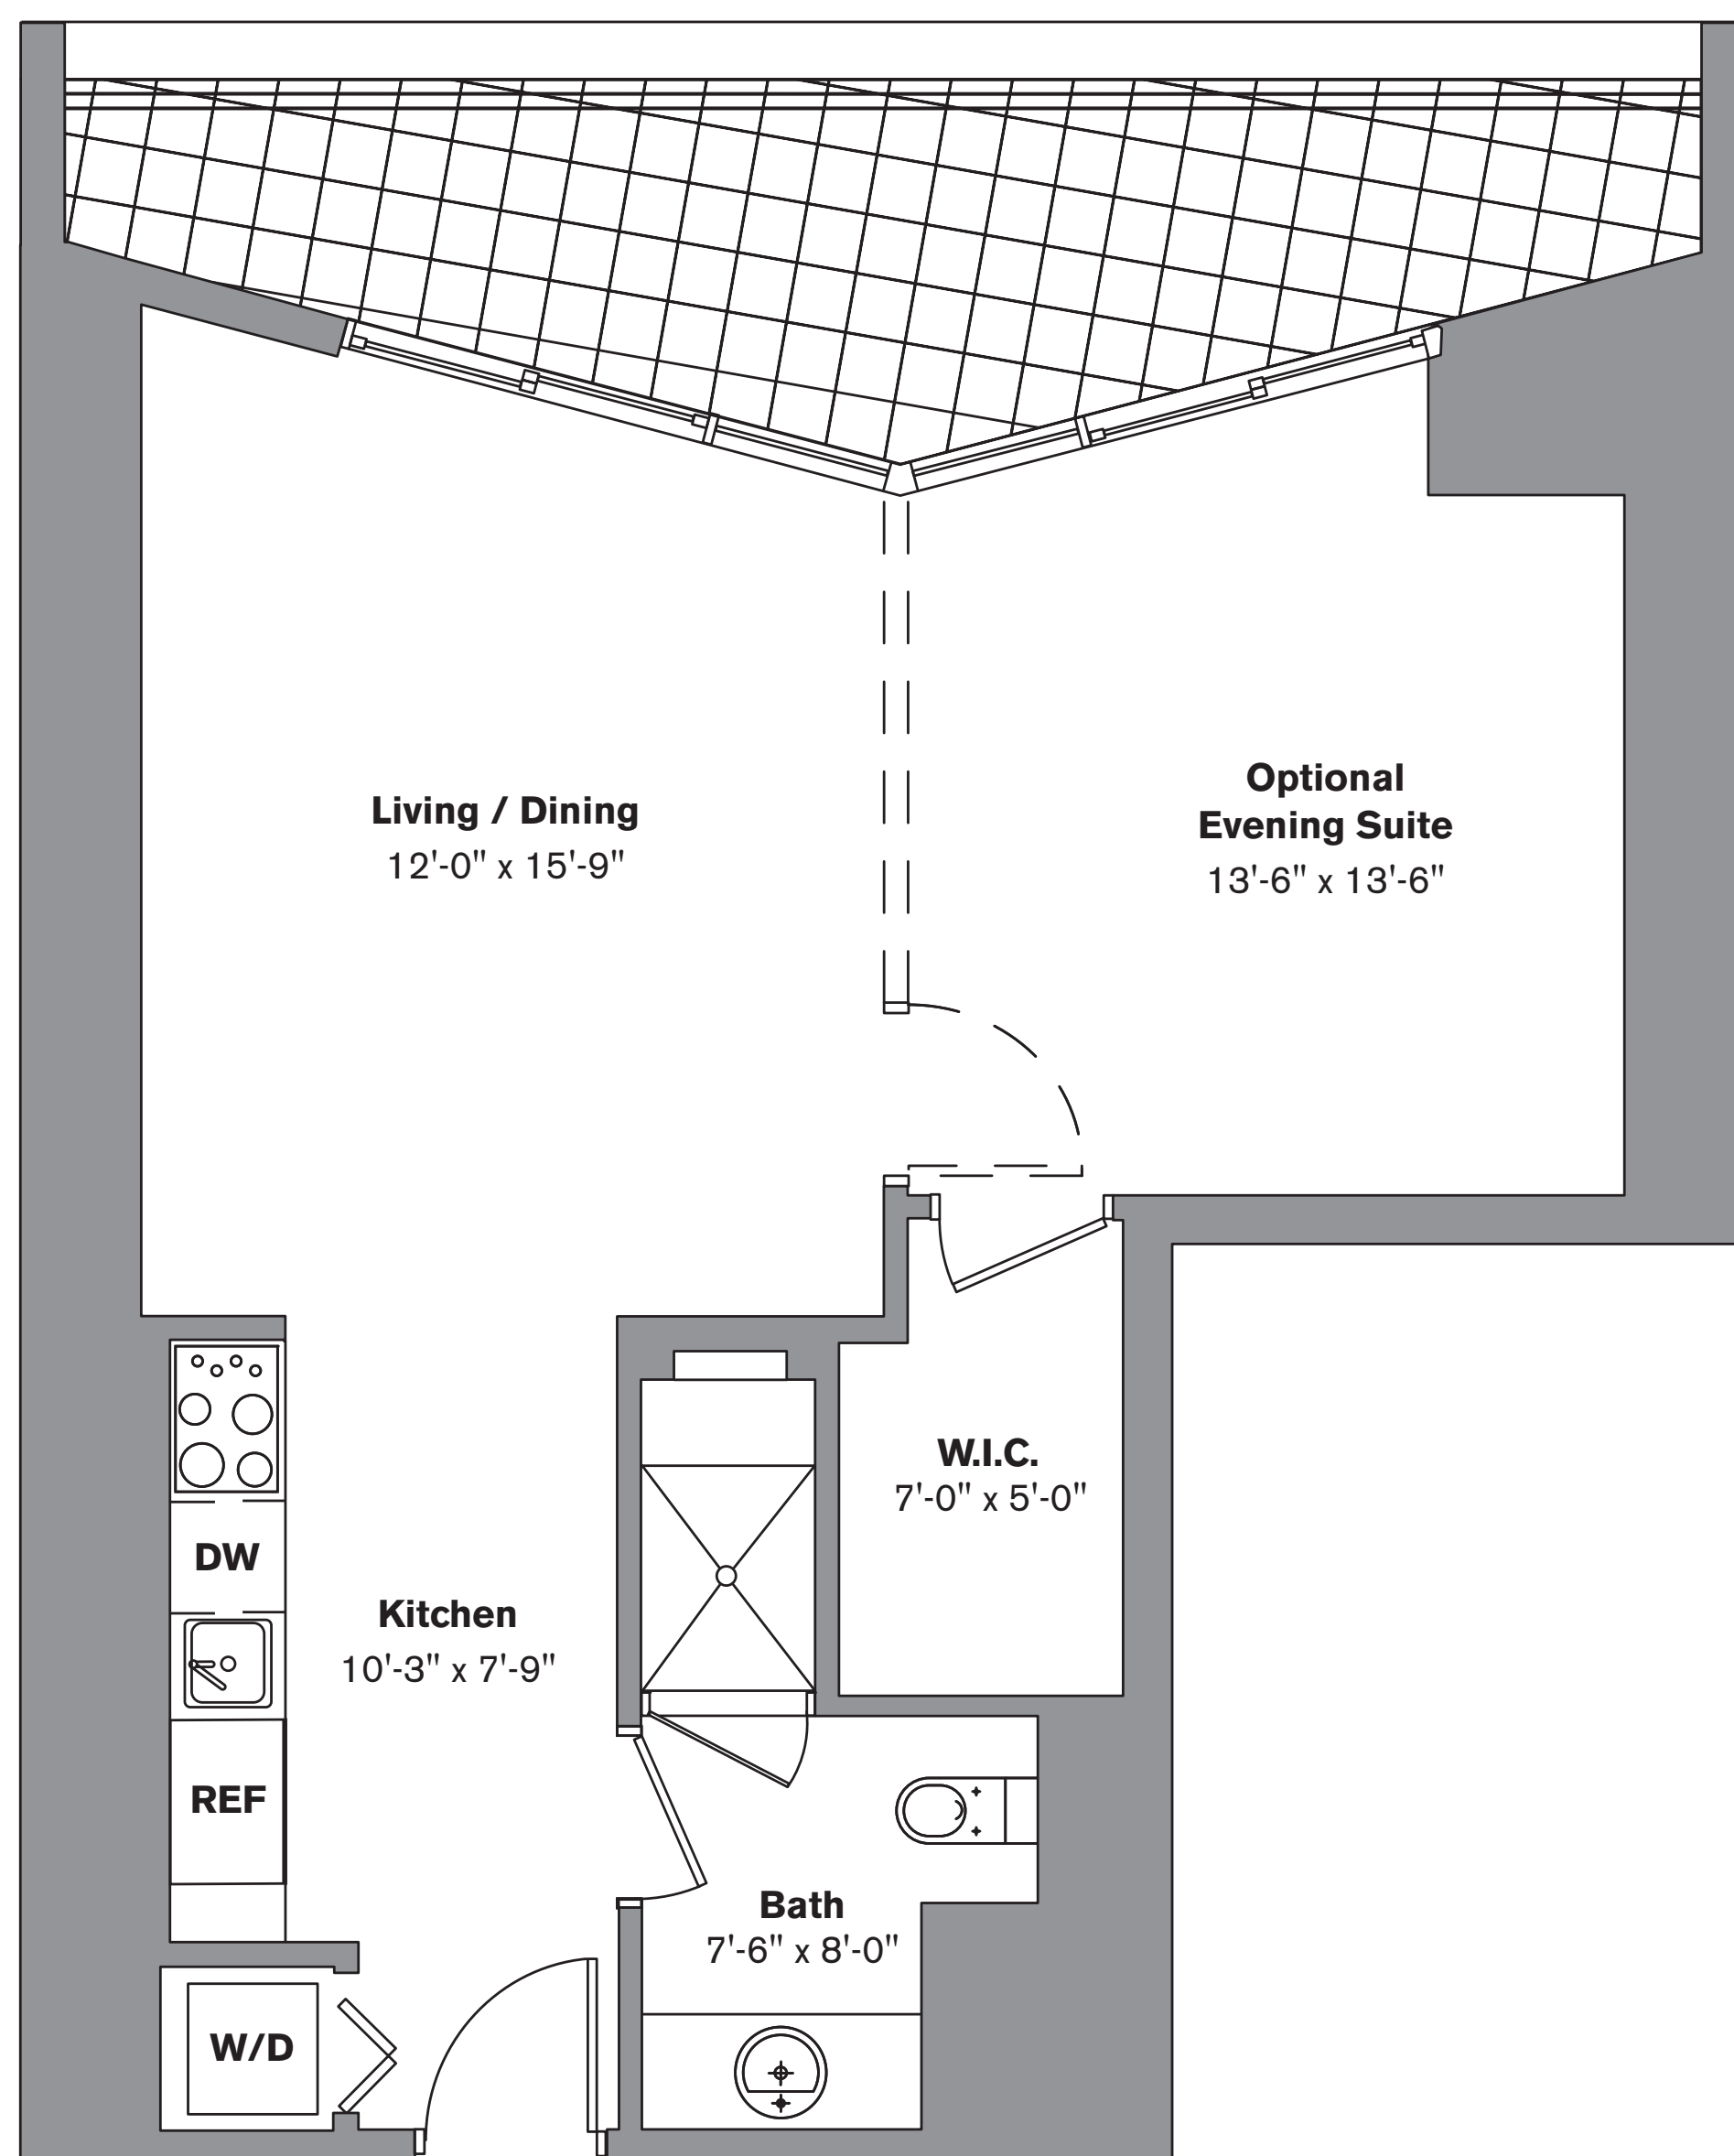 Living / Dining
12'-0" x 15'-9"
Optional
Evening Suite
13'-6" x 13'-6"
W.I.C.
7'-0" x 5'-0"
DW
Kitchen
10'-3" x 7'-9"
REF
Bath
7'-6" x 8'-0"
W/D